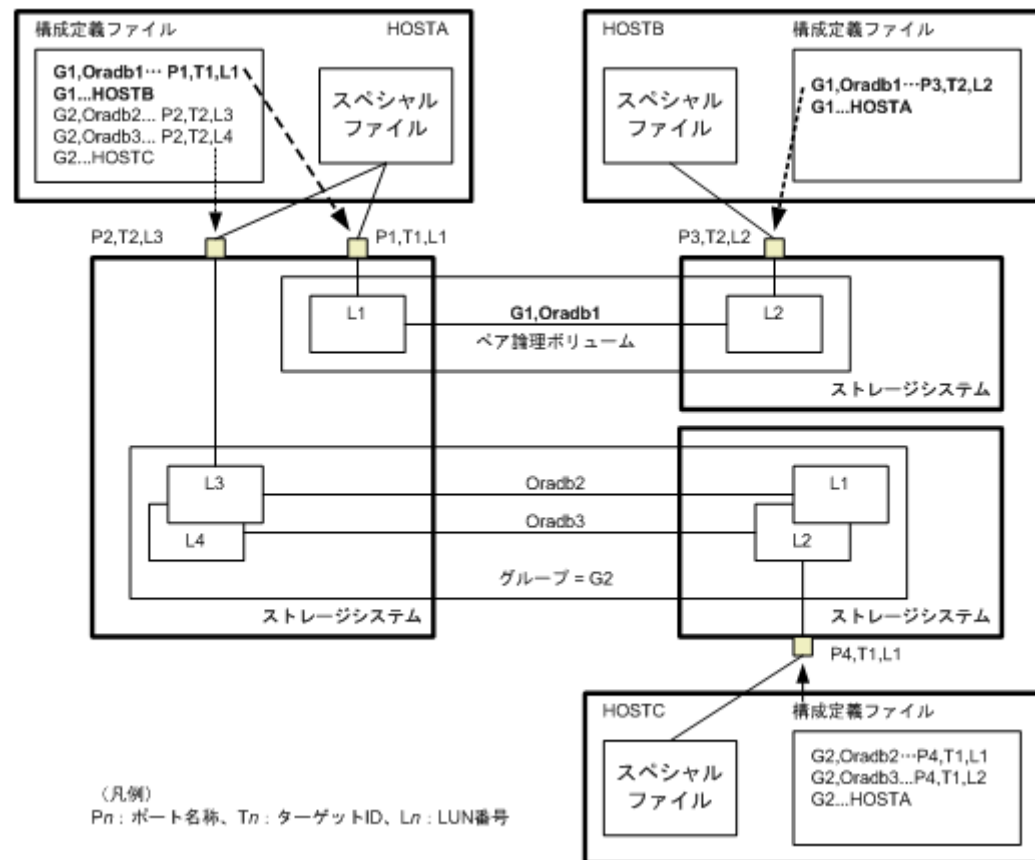 構成定義ファイル
HOSTA
G1,Oradb1… P1,T1,L1
G1...HOSTB
G2,Oradb2... P2,T2,L3
G2,Oradb3... P2,T2,L4
G2...HOSTC
スペシャル
ファイル
HOSTB
構成定義ファイル
スペシャル
ファイル
G1,Oradb1…P3,T2,L2
G1...HOSTA
P2,T2,L3
P1,T1,L1
P3,T2,L2
L1
G1,Oradb1
ペア論理ボリューム
L2
ストレージシステム
L3
L4
Oradb2
Oradb3
L1
L2
グループ = G2
ストレージシステム
ストレージシステム
P4,T1,L1
HOSTC
構成定義ファイル
スペシャル
ファイル
G2,Oradb2…P4,T1,L1
G2,Oradb3...P4,T1,L2
G2...HOSTA
（凡例）
Pn : ポート名称、Tn : ターゲットID、Ln : LUN番号